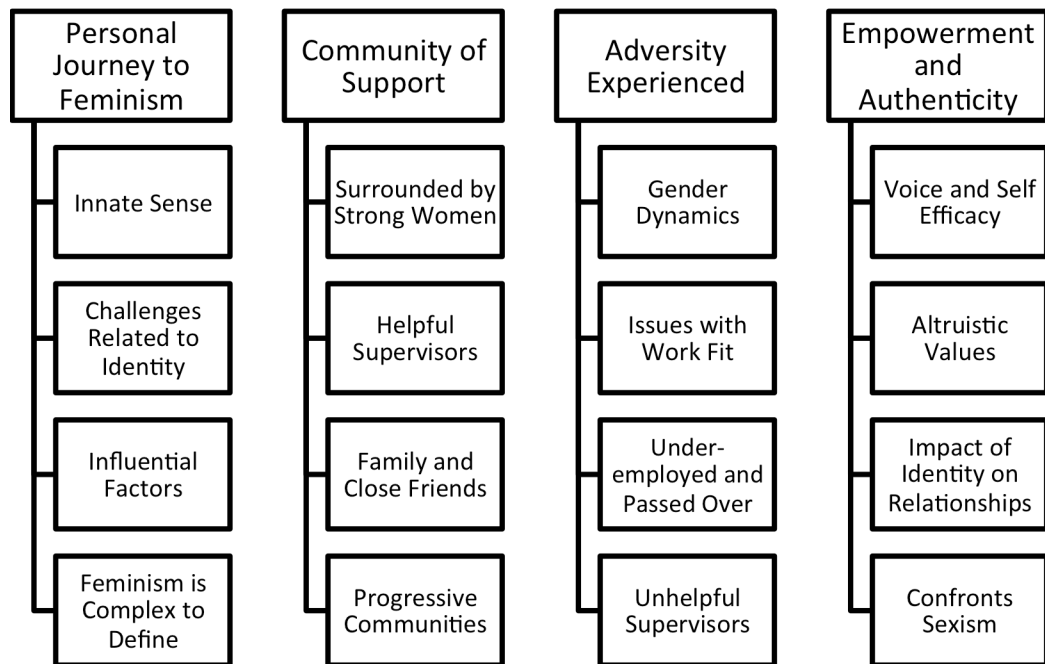 Personal
Journey to
Feminism
Innate Sense
Challenges
Related to
Identity
Influential
Factors
Feminism is
Complex to
Define
Community of
Support
Surrounded by
Strong Women
Helpful
Supervisors
Family and
Close Friends
Progressive
Communities
Adversity
Experienced
Gender
Dynamics
Issues with
Work Fit
Under-
employed and
Passed Over
Unhelpful
Supervisors
Empowerment
and
Authenticity
Voice and Self
Efficacy
Altruistic
Values
Impact of
Identity on
Relationships
Confronts
Sexism